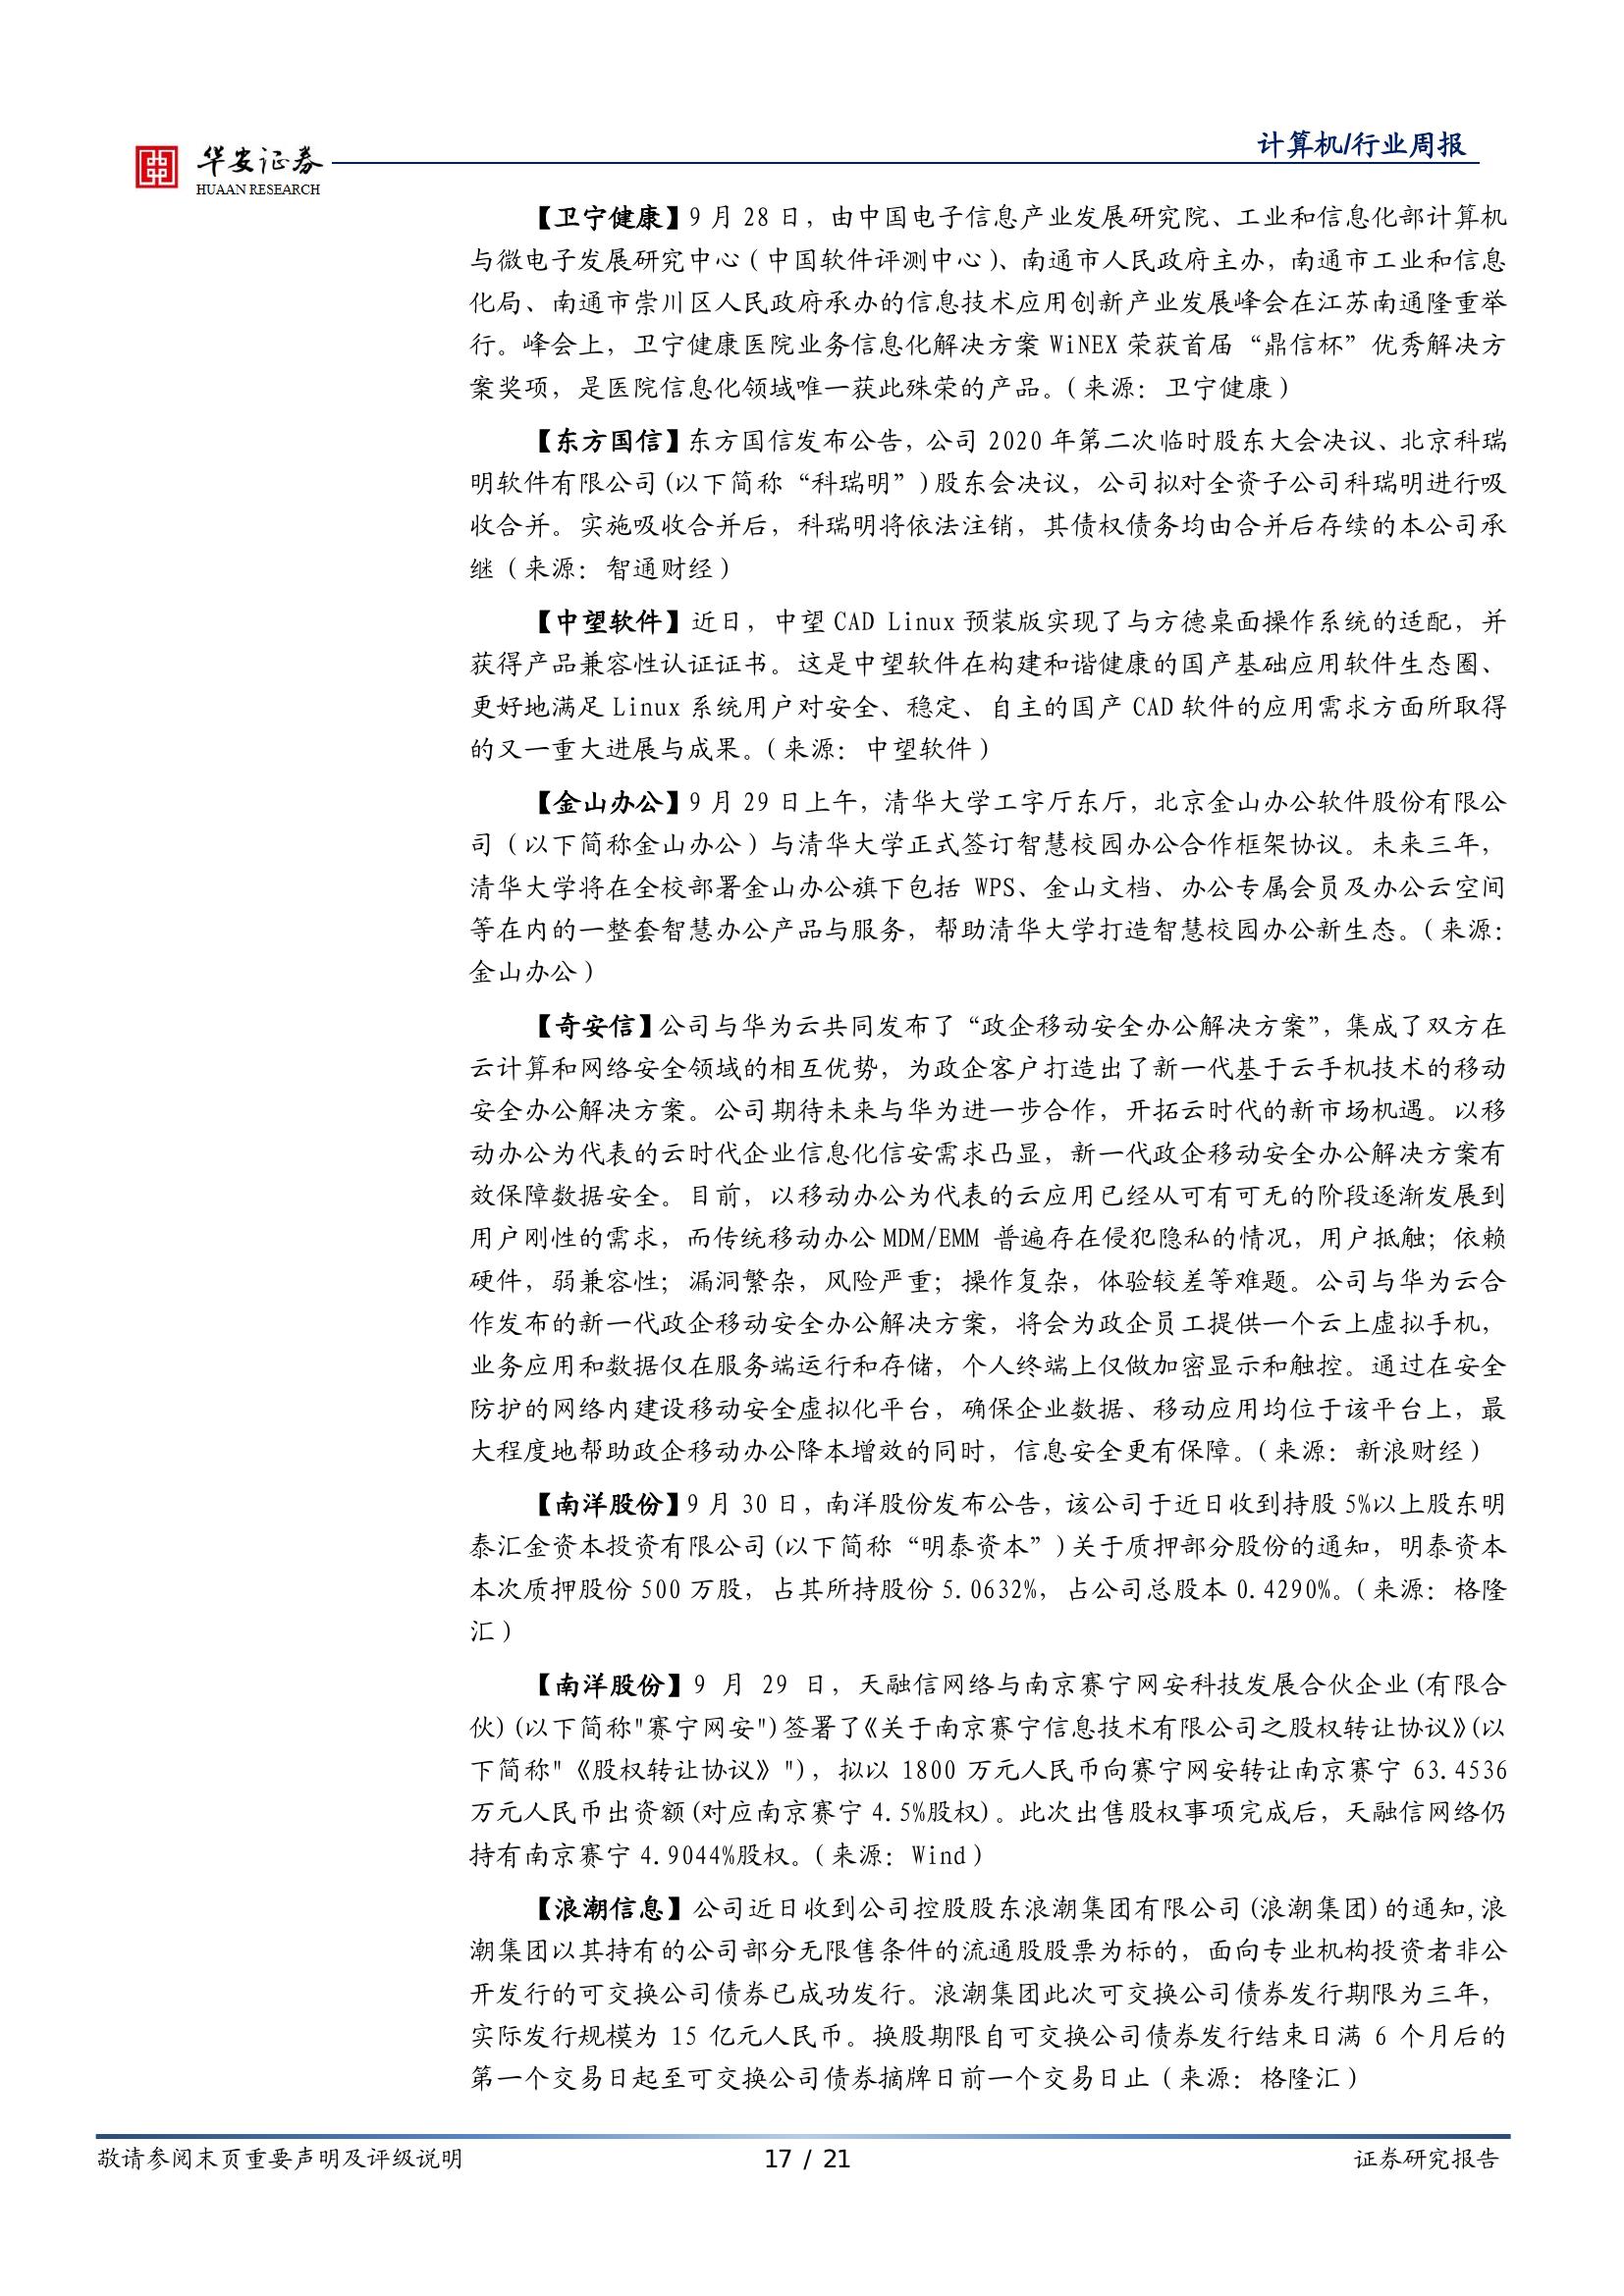 华安证券
HUAAN RESEARCH
计算机/行业周报
【卫宁健康】9 月 28 日，由中国电子信息产业发展研究院、工业和信息化部计算机
与微电子发展研究中心（中国软件评测中心）、南通市人民政府主办，南通市工业和信息
化局、南通市崇川区人民政府承办的信息技术应用创新产业发展峰会在江苏南通隆重举
行。峰会上，卫宁健康医院业务信息化解决方案 WiNEX 荣获首届“鼎信杯”优秀解决方
案奖项，是医院信息化领域唯一获此殊荣的产品。（来源：卫宁健康）
【东方国信】东方国信发布公告，公司 2020 年第二次临时股东大会决议、北京科瑞
明软件有限公司(以下简称“科瑞明”)股东会决议，公司拟对全资子公司科瑞明进行吸
收合并。实施吸收合并后，科瑞明将依法注销，其债权债务均由合并后存续的本公司承
继（来源：智通财经）
【中望软件】近日，中望 CAD Linux 预装版实现了与方德桌面操作系统的适配，并
获得产品兼容性认证证书。这是中望软件在构建和谐健康的国产基础应用软件生态圈、
更好地满足 Linux 系统用户对安全、稳定、自主的国产 CAD 软件的应用需求方面所取得
的又一重大进展与成果。（来源：中望软件）
【金山办公】9 月 29 日上午，清华大学工字厅东厅，北京金山办公软件股份有限公
司（以下简称金山办公）与清华大学正式签订智慧校园办公合作框架协议。未来三年，
清华大学将在全校部署金山办公旗下包括 WPS、金山文档、办公专属会员及办公云空间
等在内的一整套智慧办公产品与服务，帮助清华大学打造智慧校园办公新生态。（来源：
金山办公）
【奇安信】公司与华为云共同发布了“政企移动安全办公解决方案”，集成了双方在
云计算和网络安全领域的相互优势，为政企客户打造出了新一代基于云手机技术的移动
安全办公解决方案。公司期待未来与华为进一步合作，开拓云时代的新市场机遇。以移
动办公为代表的云时代企业信息化信安需求凸显，新一代政企移动安全办公解决方案有
效保障数据安全。目前，以移动办公为代表的云应用已经从可有可无的阶段逐渐发展到
用户刚性的需求，而传统移动办公 MDM/EMM 普遍存在侵犯隐私的情况，用户抵触；依赖
硬件，弱兼容性；漏洞繁杂，风险严重；操作复杂，体验较差等难题。公司与华为云合
作发布的新一代政企移动安全办公解决方案，将会为政企员工提供一个云上虚拟手机，
业务应用和数据仅在服务端运行和存储，个人终端上仅做加密显示和触控。通过在安全
防护的网络内建设移动安全虚拟化平台，确保企业数据、移动应用均位于该平台上，最
大程度地帮助政企移动办公降本增效的同时，信息安全更有保障。（来源：新浪财经）
【南洋股份】9 月 30 日，南洋股份发布公告，该公司于近日收到持股 5%以上股东明
泰汇金资本投资有限公司(以下简称“明泰资本”)关于质押部分股份的通知，明泰资本
本次质押股份 500 万股，占其所持股份 5.0632%，占公司总股本 0.4290%。（来源：格隆
汇）
【南洋股份】9 月 29 日，天融信网络与南京赛宁网安科技发展合伙企业(有限合
伙)(以下简称"赛宁网安")签署了《关于南京赛宁信息技术有限公司之股权转让协议》(以
下简称"《股权转让协议》")，拟以 1800 万元人民币向赛宁网安转让南京赛宁 63.4536
万元人民币出资额(对应南京赛宁 4.5%股权)。此次出售股权事项完成后，天融信网络仍
持有南京赛宁 4.9044%股权。（来源：Wind）
【浪潮信息】公司近日收到公司控股股东浪潮集团有限公司(浪潮集团)的通知,浪
潮集团以其持有的公司部分无限售条件的流通股股票为标的，面向专业机构投资者非公
开发行的可交换公司债券已成功发行。浪潮集团此次可交换公司债券发行期限为三年，
实际发行规模为 15 亿元人民币。换股期限自可交换公司债券发行结束日满 6 个月后的
第一个交易日起至可交换公司债券摘牌日前一个交易日止（来源：格隆汇）
敬请参阅末页重要声明及评级说明
17 / 21
证券研究报告